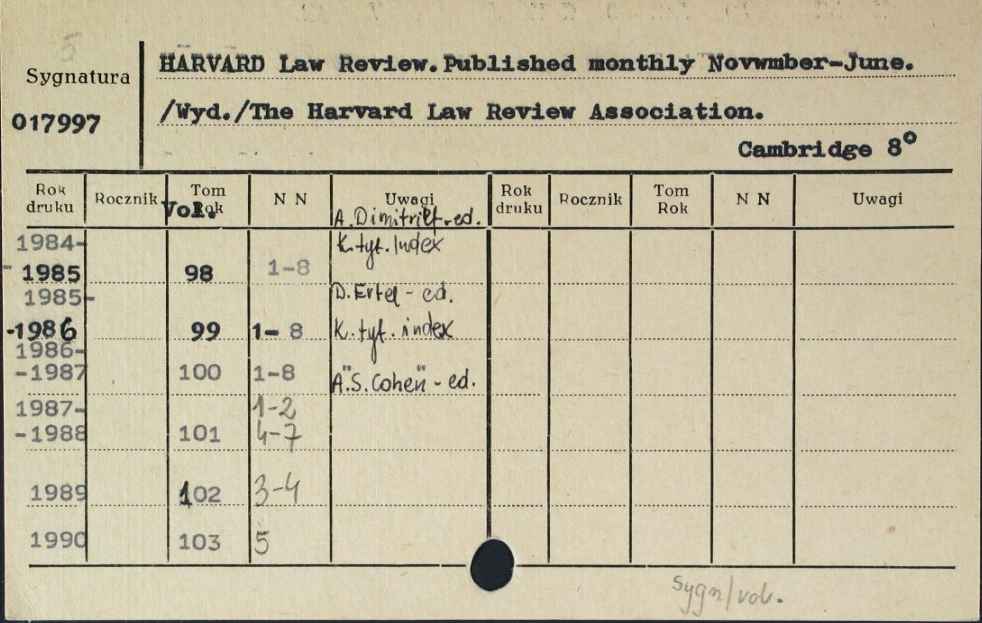 Sygnatura
017997
HARVARD Law Review. Published monthly Novwmber-June.
/Wyd./The Harvard Law Review Association.
Cambridge 8°
Rok druku Rocznik Tom Rok Vol. N N Uwagi Rok druku Rocznik Tom Rok N N Uwagi
A. -ed.
1984- K.tyt. Index
- 1985 98 1-8
1985- D. Ertel - ed.
-1986 99 1- 8 K.tyt. index
1986-
-1987 100 1-8 A"S. Cohen" - ed.
1987- 1-2
-1988 101 4-7
1989 102 3-4
1990 103 5
Sygn/vol.